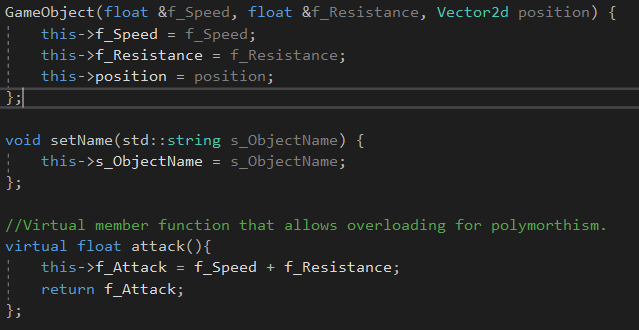 GameObject(float &f_Speed, float &f_Resistance, Vector2d position) {
this->f_Speed = f_Speed;
this->f_Resistance = f_Resistance;
this->position = position;
};
void setName(std::string s_ObjectName) {
this->s_ObjectName = s_ObjectName;
};
//Virtual member function that allows overloading for polymorthism.
virtual float attack(){
this->f_Attack = f_Speed + f_Resistance;
return f_Attack;
};